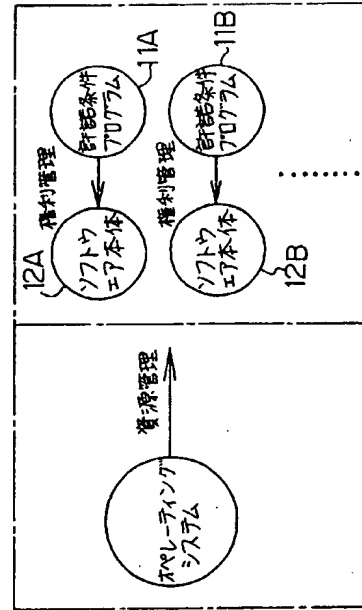 オペレーティング
システム
資源管理
12A
ソフトウ
ェア本体
権利管理
許諾条件
プログラム
11A
ソフトウ
ェア本体
12B
権利管理
許諾条件
プログラム
11B